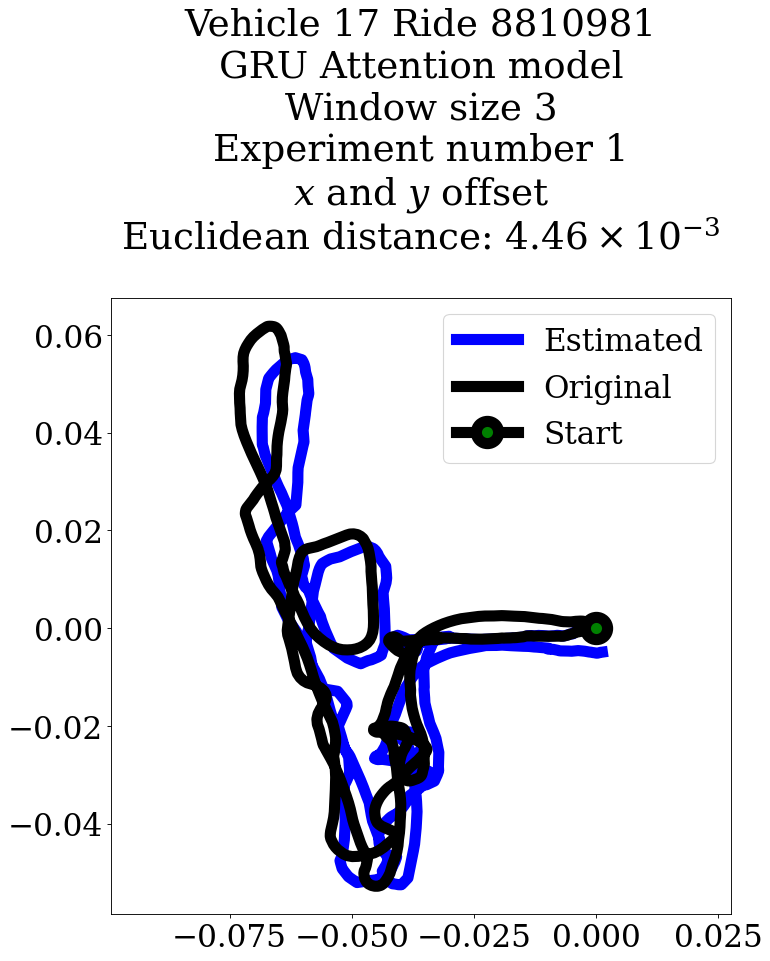 Vehicle 17 Ride 8810981
GRU Attention model
Window size 3
Experiment number 1
x and y offset
Euclidean distance: 4.46 × 10⁻³
Estimated
Original
Start
0.06
0.04
0.02
0.00
−0.02
−0.04
−0.075 −0.050 −0.025 0.000 0.025